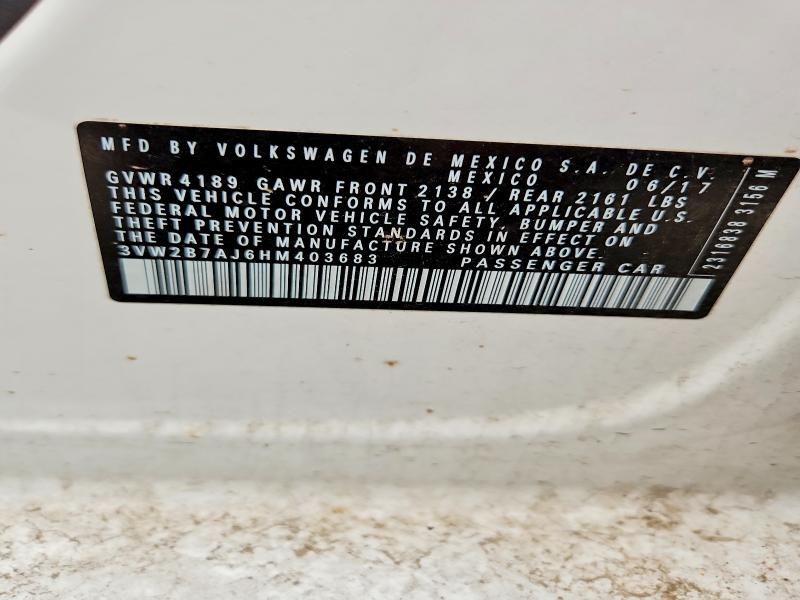 MFD BY VOLKSWAGEN DE MEXICO S.A. DE C.V.
MEXICO 06/17
GVWR 4189 GAWR FRONT 2138 / REAR 2161 LBS
THIS VEHICLE CONFORMS TO ALL APPLICABLE U.S.
FEDERAL MOTOR VEHICLE SAFETY, BUMPER AND
THEFT PREVENTION STANDARDS IN EFFECT ON
THE DATE OF MANUFACTURE SHOWN ABOVE.
3VW2B7AJ6HM403683 PASSENGER CAR
2316838 3156 M